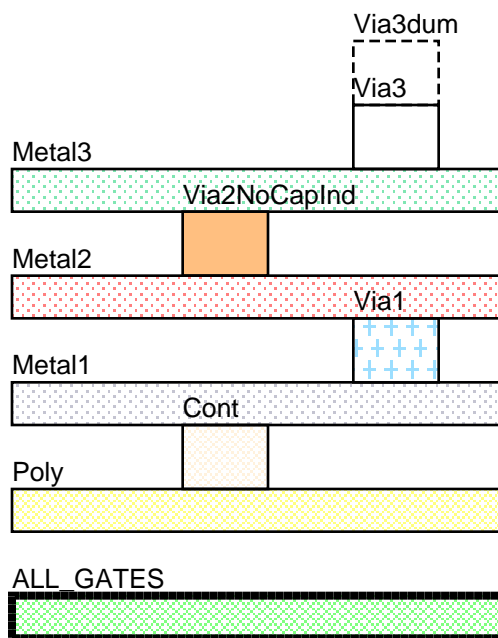 Via3dum
Via3
Metal3
Via2NoCapInd
Metal2
Via1
Metal1
Cont
Poly
ALL_GATES